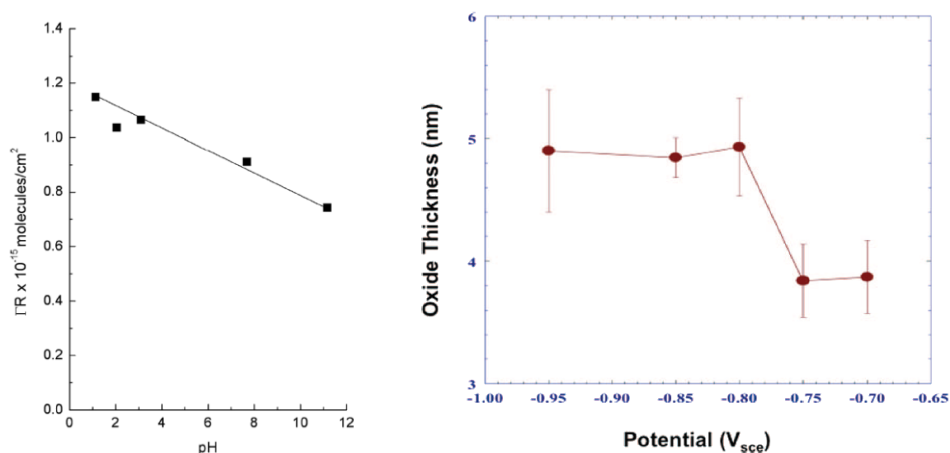 ΓR x 10⁻¹⁵ molecules/cm²
1.4
1.2
1.0
0.8
0.6
0.4
0.2
0.0
0 2 4 6 8 10 12
pH
Oxide Thickness (nm)
6
5
4
3
-1.00 -0.95 -0.90 -0.85 -0.80 -0.75 -0.70 -0.65
Potential (Vsce)